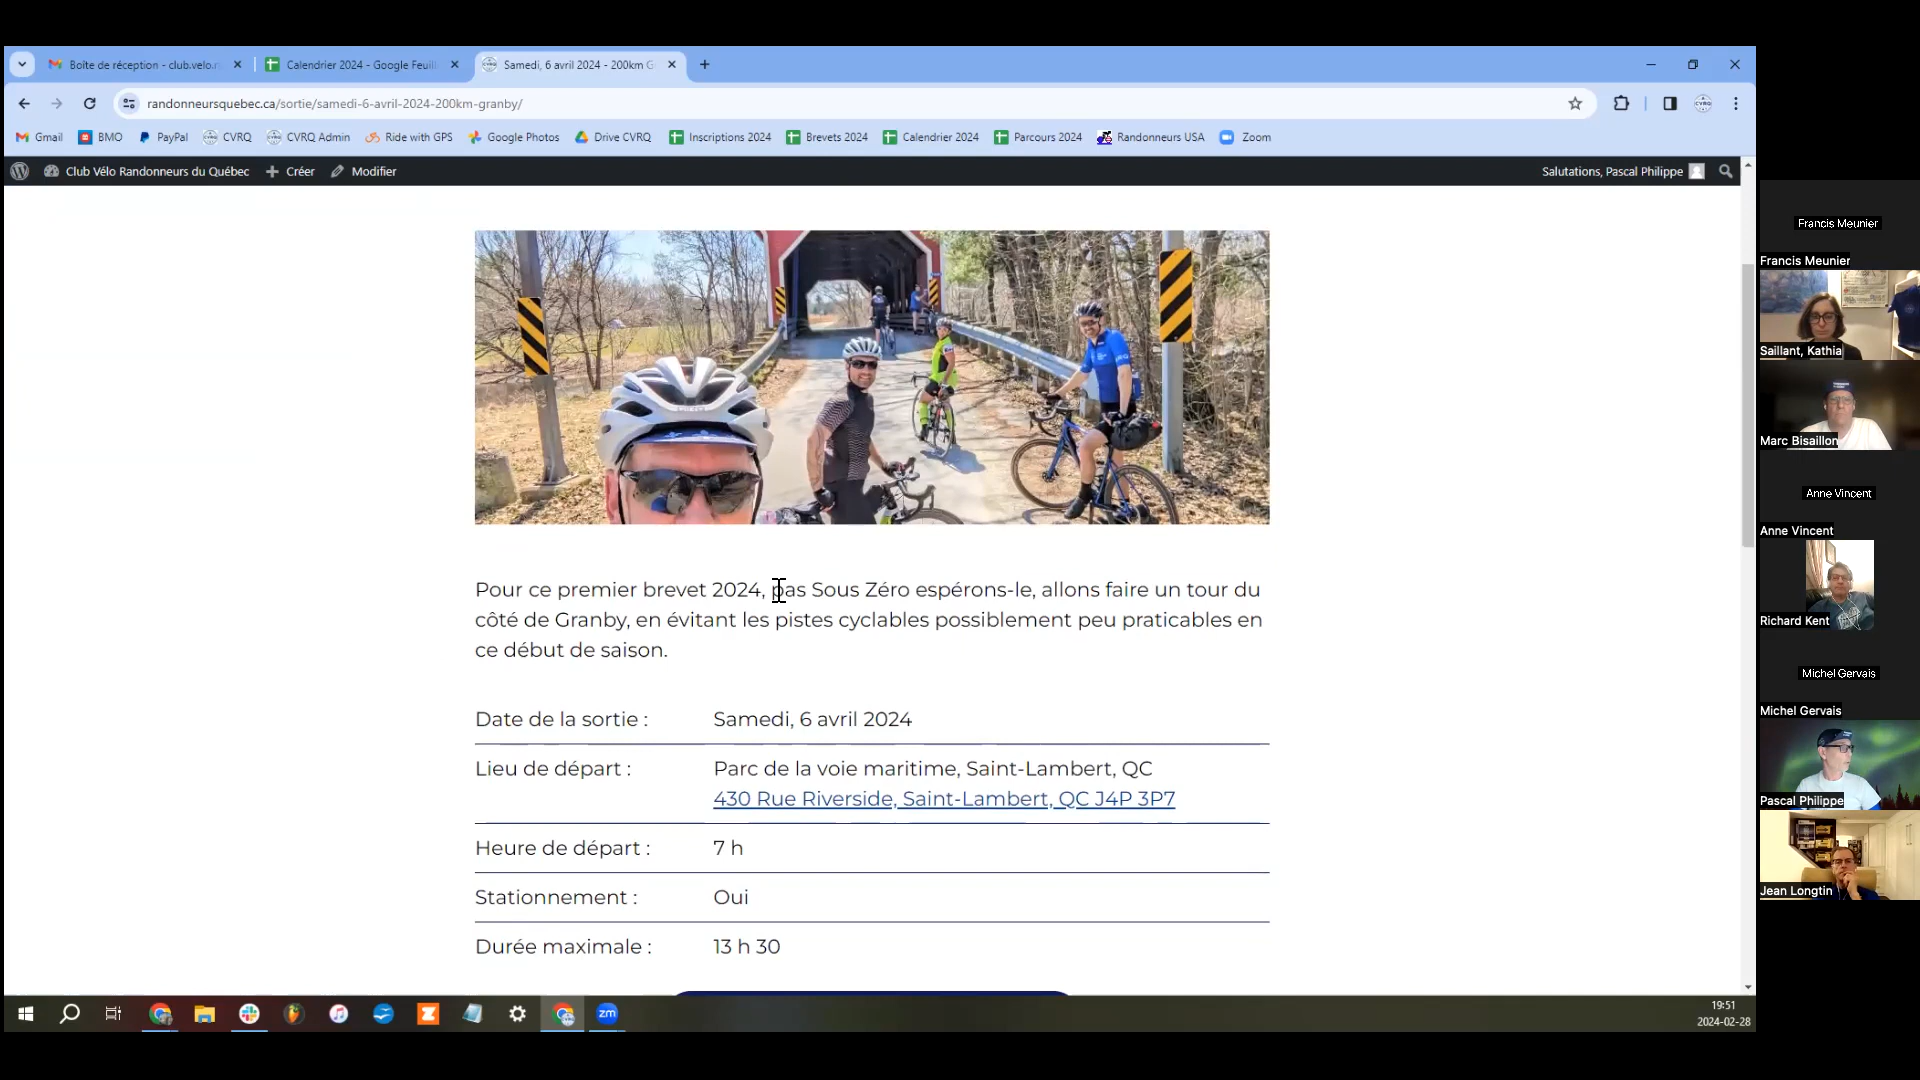 Boîte de réception - club.velo.r
Calendrier 2024 - Google Feuill
Samedi, 6 avril 2024 - 200km G
randonneursquebec.ca/sortie/samedi-6-avril-2024-200km-granby/
CVRQ
Gmail
BMO
PayPal
CVRQ
CVRQ Admin
Ride with GPS
Google Photos
Drive CVRQ
Inscriptions 2024
Brevets 2024
Calendrier 2024
Parcours 2024
Randonneurs USA
Zoom
Club Vélo Randonneurs du Québec
Créer
Modifier
Salutations, Pascal Philippe
Pour ce premier brevet 2024, pas Sous Zéro espérons-le, allons faire un tour du
côté de Granby, en évitant les pistes cyclables possiblement peu praticables en
ce début de saison.
Date de la sortie :
Samedi, 6 avril 2024
Lieu de départ :
Parc de la voie maritime, Saint-Lambert, QC
430 Rue Riverside, Saint-Lambert, QC J4P 3P7
Heure de départ :
7 h
Stationnement :
Oui
Durée maximale :
13 h 30
zm
19:51
2024-02-28
Francis Meunier
Francis Meunier
Saillant, Kathia
Marc Bisaillon
Anne Vincent
Anne Vincent
Richard Kent
Michel Gervais
Michel Gervais
Pascal Philippe
Jean Longtin